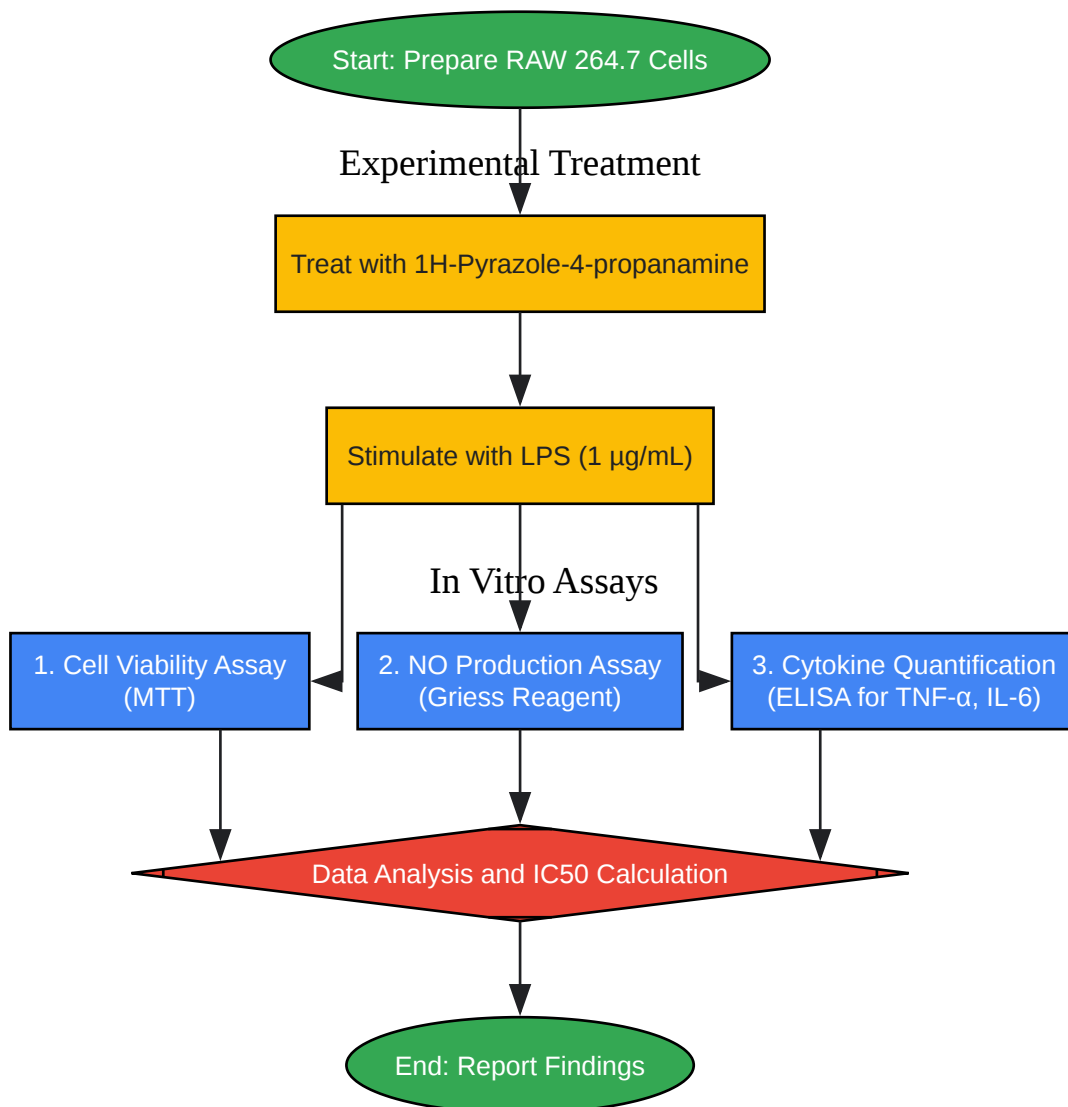 Start: Prepare RAW 264.7 Cells
Experimental Treatment
Treat with 1H-Pyrazole-4-propanamine
Stimulate with LPS (1 µg/mL)
In Vitro Assays
1. Cell Viability Assay
(MTT)
2. NO Production Assay
(Griess Reagent)
3. Cytokine Quantification
(ELISA for TNF-α, IL-6)
Data Analysis and IC50 Calculation
End: Report Findings